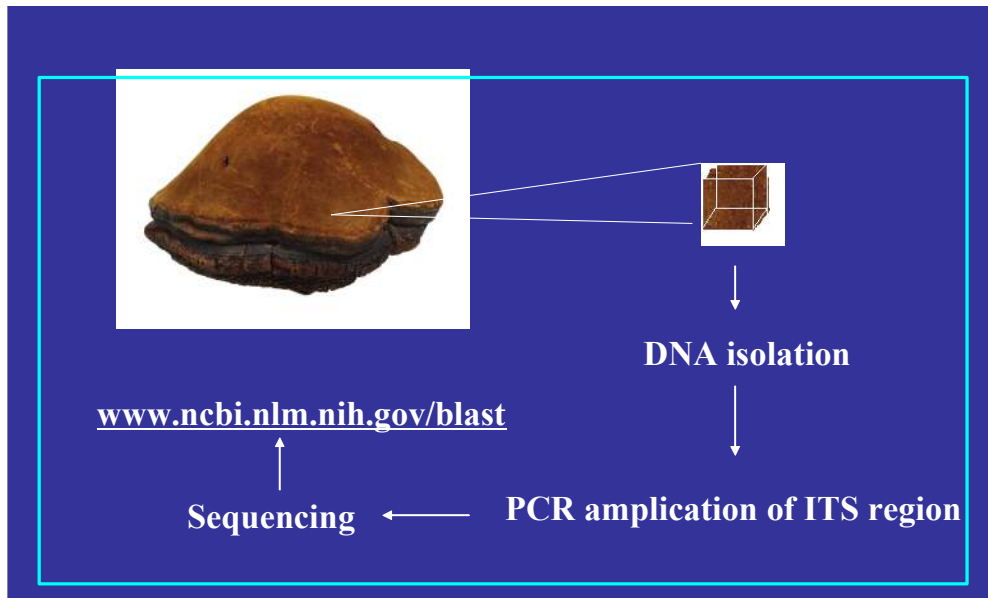 DNA isolation
PCR amplication of ITS region
Sequencing
www.ncbi.nlm.nih.gov/blast